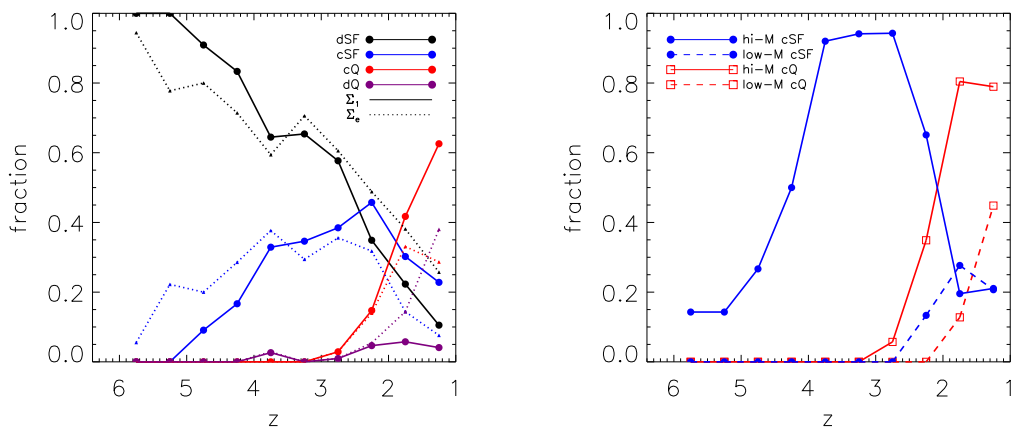 1.0
0.8
0.6
0.4
0.2
0.0
fraction
6 5 4 3 2 1
z
dSF
cSF
cQ
dQ
Σ₁
Σₑ
1.0
0.8
0.6
0.4
0.2
0.0
fraction
6 5 4 3 2 1
z
hi-M cSF
low-M cSF
hi-M cQ
low-M cQ